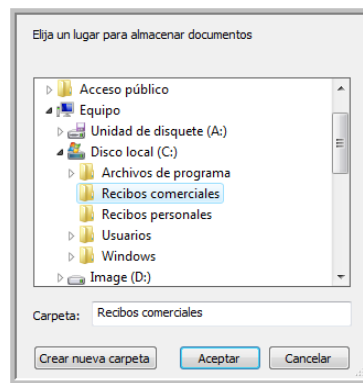 Elija un lugar para almacenar documentos
Acceso público
Equipo
Unidad de disquete (A:)
Disco local (C:)
Archivos de programa
Recibos comerciales
Recibos personales
Usuarios
Windows
Image (D:)
Carpeta: Recibos comerciales
Crear nueva carpeta Aceptar Cancelar